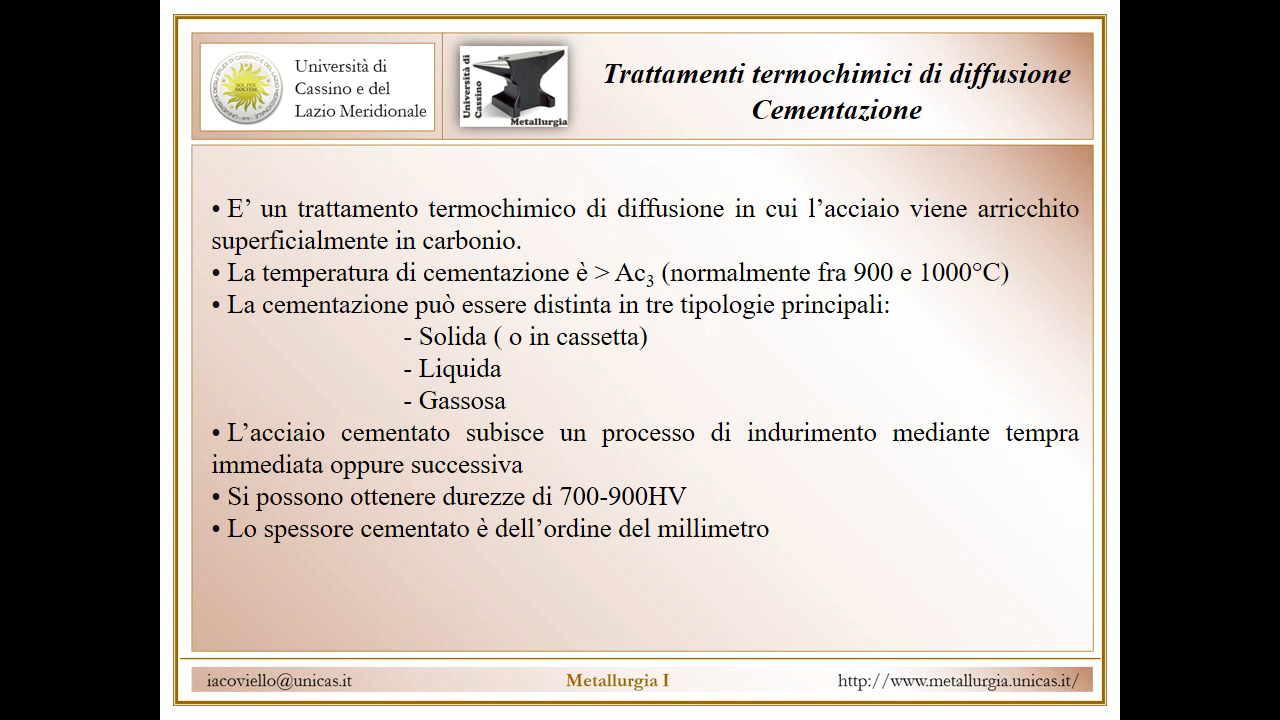 Università di
Cassino e del
Lazio Meridionale
Università di
Cassino
Metallurgia
Trattamenti termochimici di diffusione
Cementazione
• E’ un trattamento termochimico di diffusione in cui l’acciaio viene arricchito
superficialmente in carbonio.
• La temperatura di cementazione è > Ac3 (normalmente fra 900 e 1000°C)
• La cementazione può essere distinta in tre tipologie principali:
- Solida ( o in cassetta)
- Liquida
- Gassosa
• L’acciaio cementato subisce un processo di indurimento mediante tempra
immediata oppure successiva
• Si possono ottenere durezze di 700-900HV
• Lo spessore cementato è dell’ordine del millimetro
iacoviello@unicas.it
Metallurgia I
http://www.metallurgia.unicas.it/